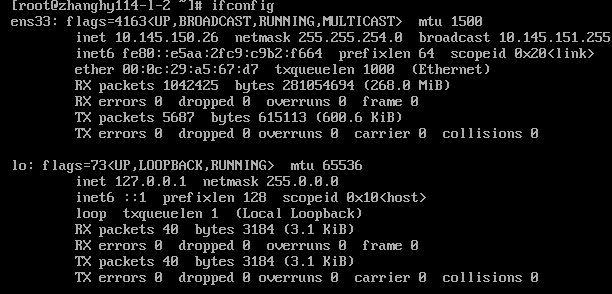 [root@zhanghy114-l-2 ~]# ifconfig
ens33: flags=4163<UP,BROADCAST,RUNNING,MULTICAST>  mtu 1500
        inet 10.145.150.26  netmask 255.255.254.0  broadcast 10.145.151.255
        inet6 fe80::e5aa:2fc9:c9b2:f664  prefixlen 64  scopeid 0x20<link>
        ether 00:0c:29:a5:67:d7  txqueuelen 1000  (Ethernet)
        RX packets 1042425  bytes 281054694 (268.0 MiB)
        RX errors 0  dropped 0  overruns 0  frame 0
        TX packets 5687  bytes 615113 (600.6 KiB)
        TX errors 0  dropped 0 overruns 0  carrier 0  collisions 0

lo: flags=73<UP,LOOPBACK,RUNNING>  mtu 65536
        inet 127.0.0.1  netmask 255.0.0.0
        inet6 ::1  prefixlen 128  scopeid 0x10<host>
        loop  txqueuelen 1  (Local Loopback)
        RX packets 40  bytes 3184 (3.1 KiB)
        RX errors 0  dropped 0  overruns 0  frame 0
        TX packets 40  bytes 3184 (3.1 KiB)
        TX errors 0  dropped 0 overruns 0  carrier 0  collisions 0